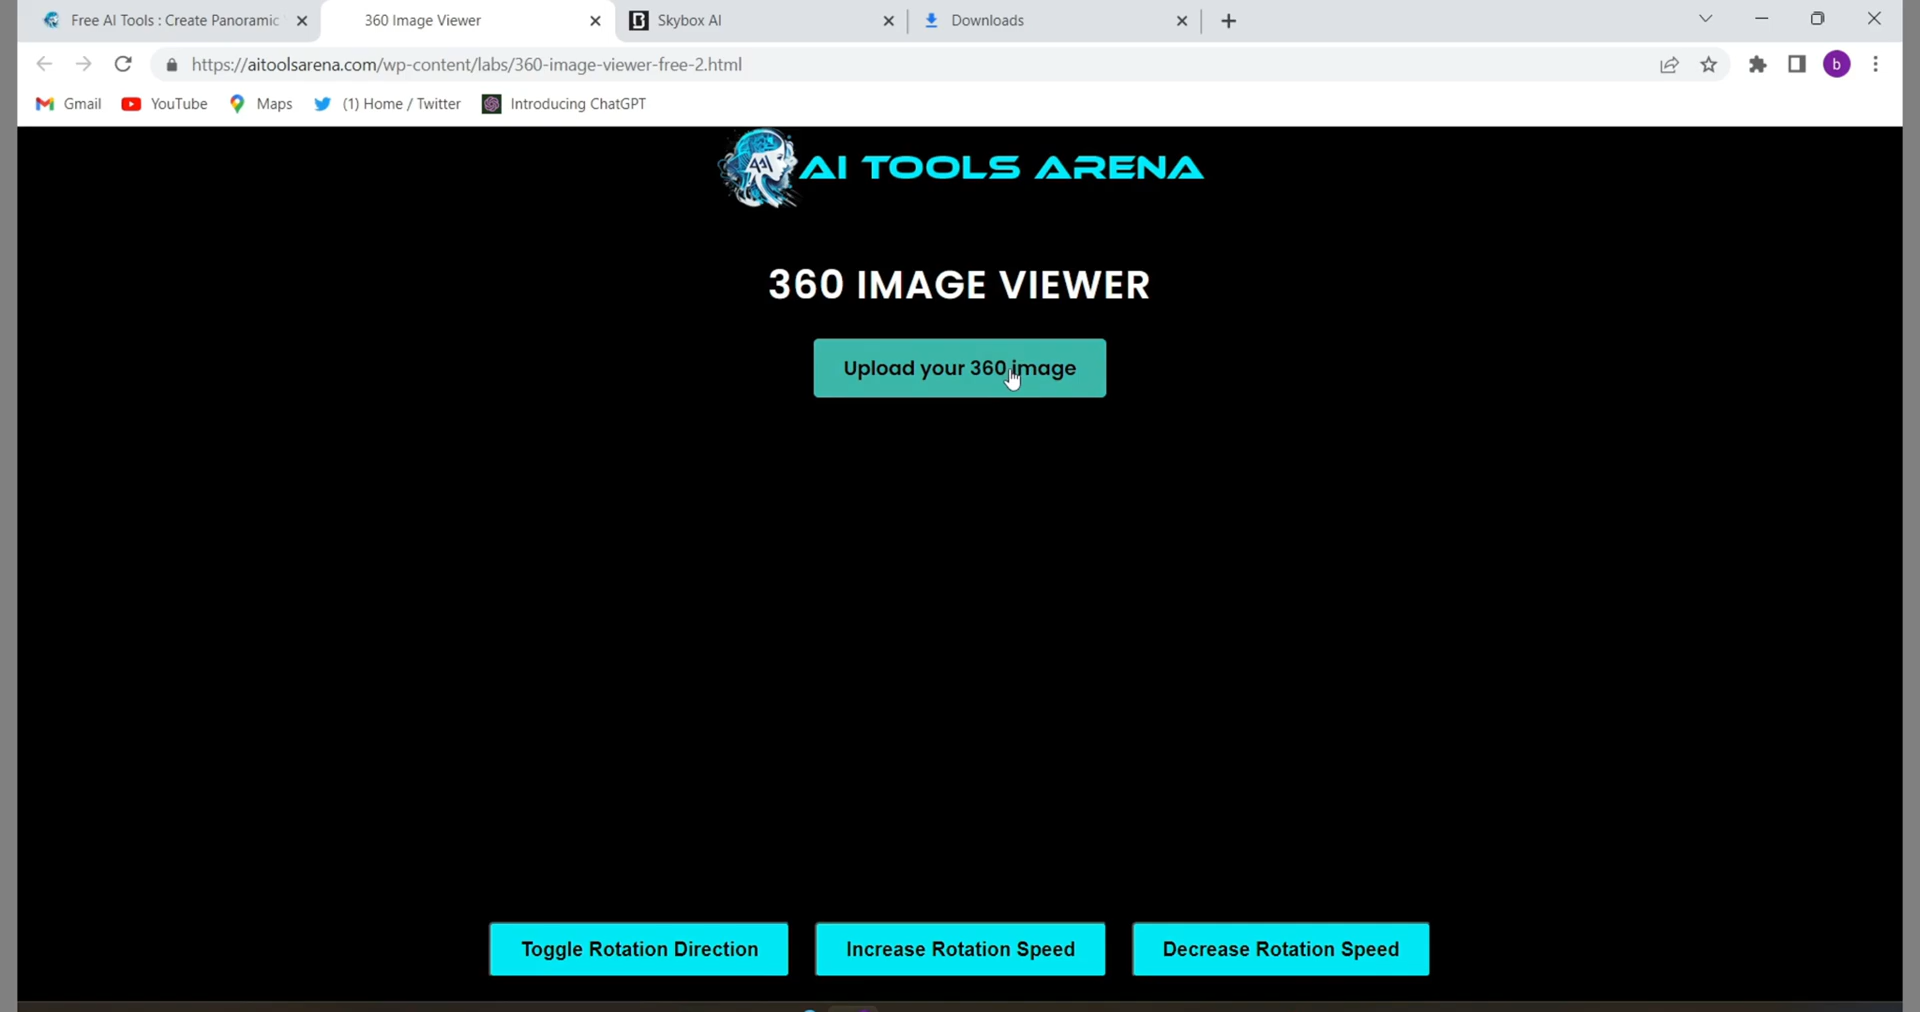 Free AI Tools : Create Panoramic
360 Image Viewer
Skybox AI
Downloads
https://aitoolsarena.com/wp-content/labs/360-image-viewer-free-2.html
b
Gmail
YouTube
Maps
(1) Home / Twitter
Introducing ChatGPT
AI TOOLS ARENA
360 IMAGE VIEWER
Upload your 360 image
Toggle Rotation Direction
Increase Rotation Speed
Decrease Rotation Speed